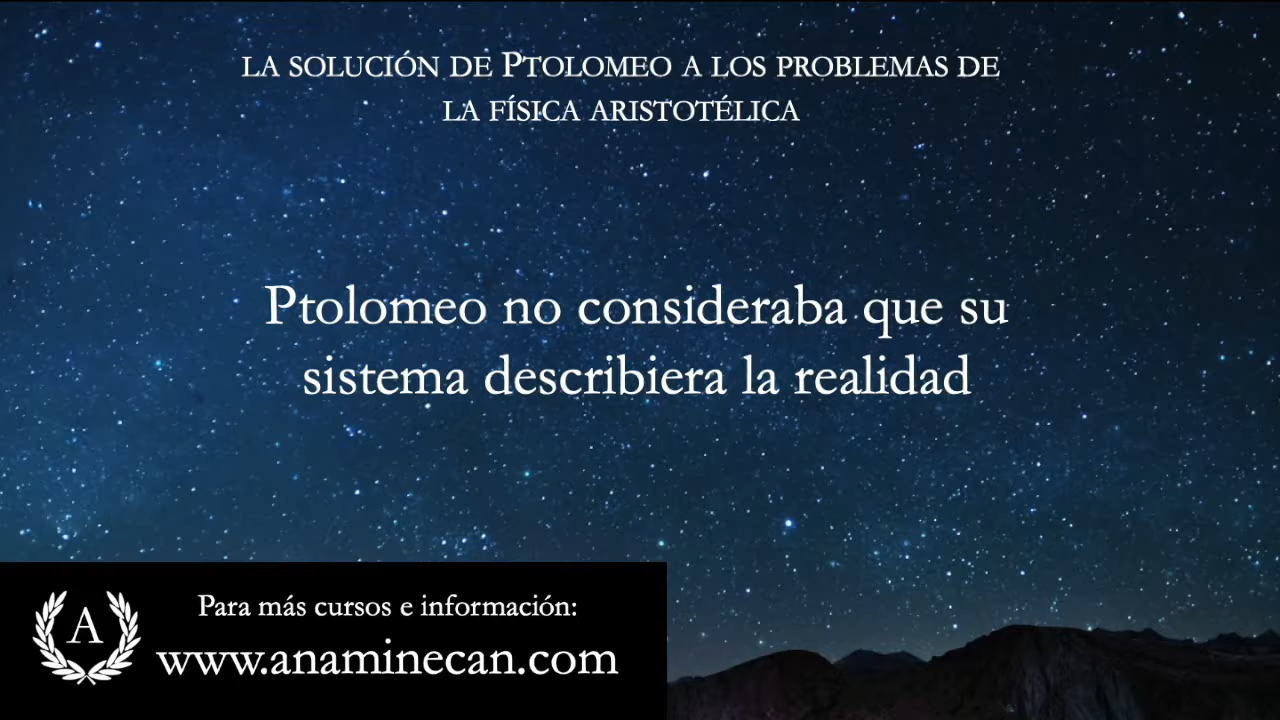 LA SOLUCIÓN DE PTOLOMEO A LOS PROBLEMAS DE
LA FÍSICA ARISTOTÉLICA
Ptolomeo no consideraba que su
sistema describiera la realidad
A
Para más cursos e información:
www.anaminecan.com